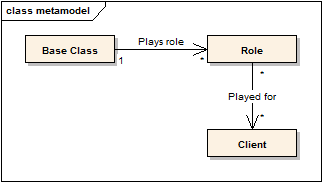 class metamodel
Base Class
Plays role
Role
1
*
*
Played for
*
Client